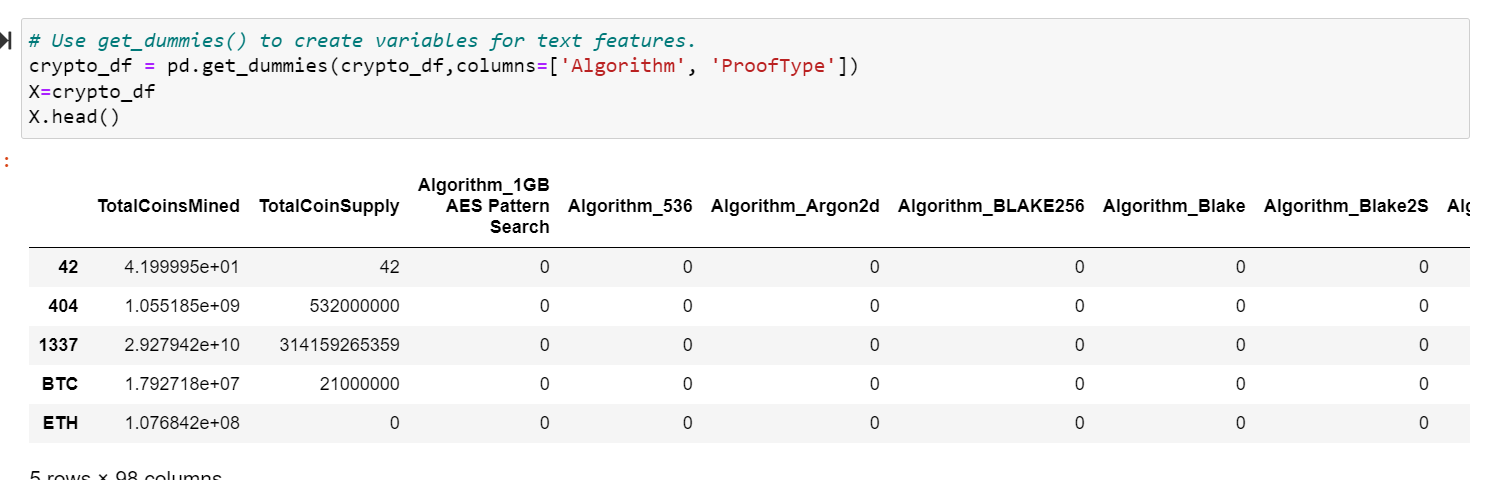 # Use get_dummies() to create variables for text features.
crypto_df = pd.get_dummies(crypto_df,columns=['Algorithm', 'ProofType'])
X=crypto_df
X.head()
:
TotalCoinsMined TotalCoinSupply Algorithm_1GB AES Pattern Search Algorithm_536 Algorithm_Argon2d Algorithm_BLAKE256 Algorithm_Blake Algorithm_Blake2S
42 4.199995e+01 42 0 0 0 0 0 0
404 1.055185e+09 532000000 0 0 0 0 0 0
1337 2.927942e+10 314159265359 0 0 0 0 0 0
BTC 1.792718e+07 21000000 0 0 0 0 0 0
ETH 1.076842e+08 0 0 0 0 0 0 0
5 rows × 98 columns